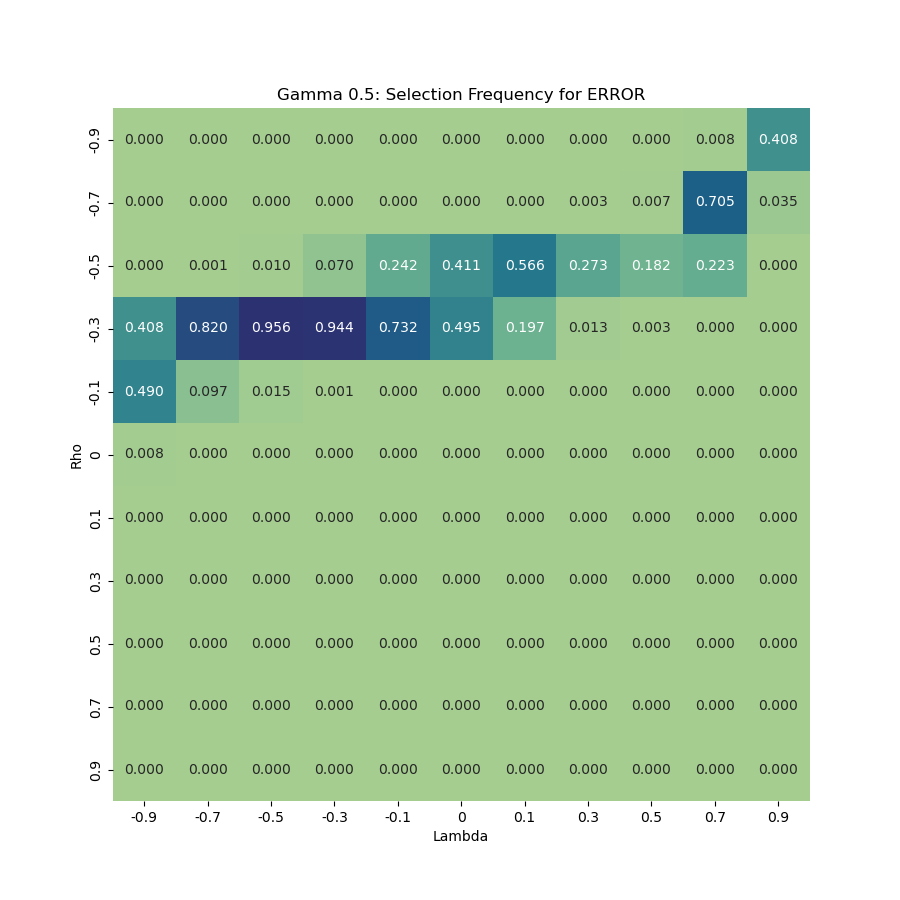 Gamma 0.5: Selection Frequency for ERROR
-0.9 0.000 0.000 0.000 0.000 0.000 0.000 0.000 0.000 0.000 0.008 0.408
-0.7 0.000 0.000 0.000 0.000 0.000 0.000 0.000 0.003 0.007 0.705 0.035
-0.5 0.000 0.001 0.010 0.070 0.242 0.411 0.566 0.273 0.182 0.223 0.000
-0.3 0.408 0.820 0.956 0.944 0.732 0.495 0.197 0.013 0.003 0.000 0.000
-0.1 0.490 0.097 0.015 0.001 0.000 0.000 0.000 0.000 0.000 0.000 0.000
Rho
0 0.008 0.000 0.000 0.000 0.000 0.000 0.000 0.000 0.000 0.000 0.000
0.1 0.000 0.000 0.000 0.000 0.000 0.000 0.000 0.000 0.000 0.000 0.000
0.3 0.000 0.000 0.000 0.000 0.000 0.000 0.000 0.000 0.000 0.000 0.000
0.5 0.000 0.000 0.000 0.000 0.000 0.000 0.000 0.000 0.000 0.000 0.000
0.7 0.000 0.000 0.000 0.000 0.000 0.000 0.000 0.000 0.000 0.000 0.000
0.9 0.000 0.000 0.000 0.000 0.000 0.000 0.000 0.000 0.000 0.000 0.000
-0.9 -0.7 -0.5 -0.3 -0.1 0 0.1 0.3 0.5 0.7 0.9
Lambda